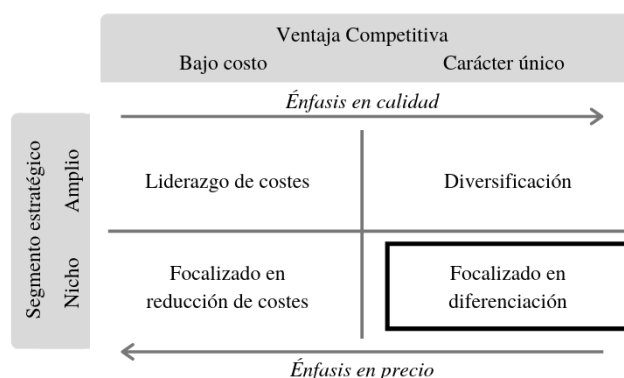 Ventaja Competitiva
Bajo costo
Carácter único
Énfasis en calidad
Segmento estratégico
Amplio
Nicho
Liderazgo de costes
Diversificación
Focalizado en
reducción de costes
Focalizado en
diferenciación
Énfasis en precio